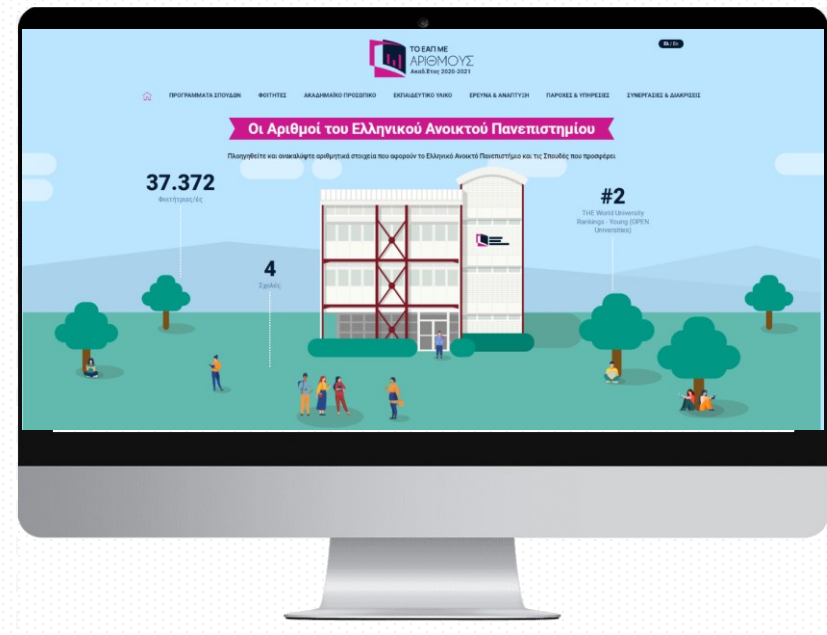 ΤΟ ΕΑΠ ΜΕ
ΑΡΙΘΜΟΥΣ
Ακαδ.Έτος 2020-2021
EΛ / En
ΠΡΟΓΡΑΜΜΑΤΑ ΣΠΟΥΔΩΝ ΦΟΙΤΗΤΕΣ ΑΚΑΔΗΜΑΪΚΟ ΠΡΟΣΩΠΙΚΟ ΕΚΠΑΙΔΕΥΤΙΚΟ ΥΛΙΚΟ ΕΡΕΥΝΑ & ΑΝΑΠΤΥΞΗ ΠΑΡΟΧΕΣ & ΥΠΗΡΕΣΙΕΣ ΣΥΝΕΡΓΑΣΙΕΣ & ΔΙΑΚΡΙΣΕΙΣ
Οι Αριθμοί του Ελληνικού Ανοικτού Πανεπιστημίου
Πλοηγηθείτε και ανακαλύψτε αριθμητικά στοιχεία που αφορούν το Ελληνικό Ανοικτό Πανεπιστήμιο και τις Σπουδές που προσφέρει
37.372
Φοιτήτριες/ές
#2
THE World University
Rankings - Young (OPEN
Universities)
4
Σχολές